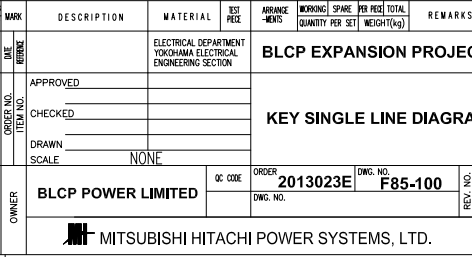 MARK DESCRIPTION MATERIAL TEST PIECE ARRANGE -MENTS WORKING SPARE PER PIECE TOTAL REMARKS
QUANTITY PER SET WEIGHT(kg)
DATE
REFERENCE
ELECTRICAL DEPARTMENT
YOKOHAMA ELECTRICAL
ENGINEERING SECTION
BLCP EXPANSION PROJEC
ORDER NO.
ITEM NO.
APPROVED
CHECKED
DRAWN
SCALE NONE
KEY SINGLE LINE DIAGRA
OWNER
BLCP POWER LIMITED
QC CODE
ORDER 2013023E
DWG. NO. F85-100
DWG. NO.
REV. NO.
MITSUBISHI HITACHI POWER SYSTEMS, LTD.